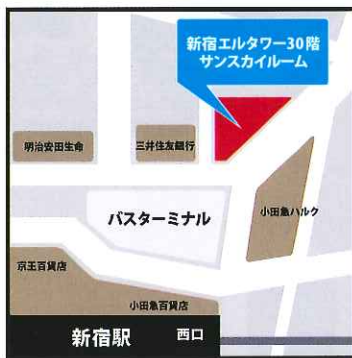 新宿エルタワー30階
サンスカイルーム
明治安田生命
三井住友銀行
バスターミナル
小田急ハルク
京王百貨店
小田急百貨店
新宿駅 西口